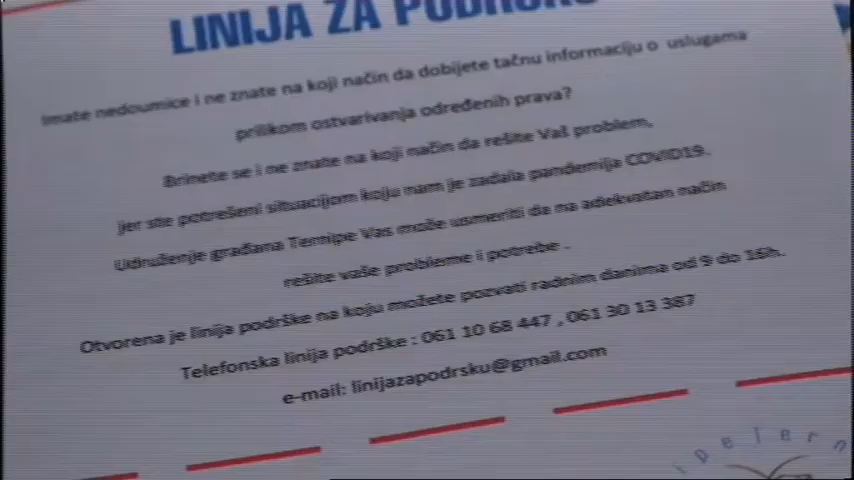 LINIJA ZA PODRŠKU
Imate nedoumice i ne znate na koji način da dobijete tačnu informaciju o uslugama
prilikom ostvarivanja određenih prava?
Brinete se i ne znate na koji način da rešite Vaš problem,
jer ste potrešeni situacijom koju nam je zadala pandemija COVID19.
Udruženje građana Ternipe Vas može usmeriti da na adekvatan način
rešite vaše probleme i potrebe .
Otvorena je linija podrške na koju možete pozvati radnim danima od 9 do 16h.
Telefonska linija podrške : 061 10 68 447 , 061 30 13 387
e-mail: linijazapodrsku@gmail.com